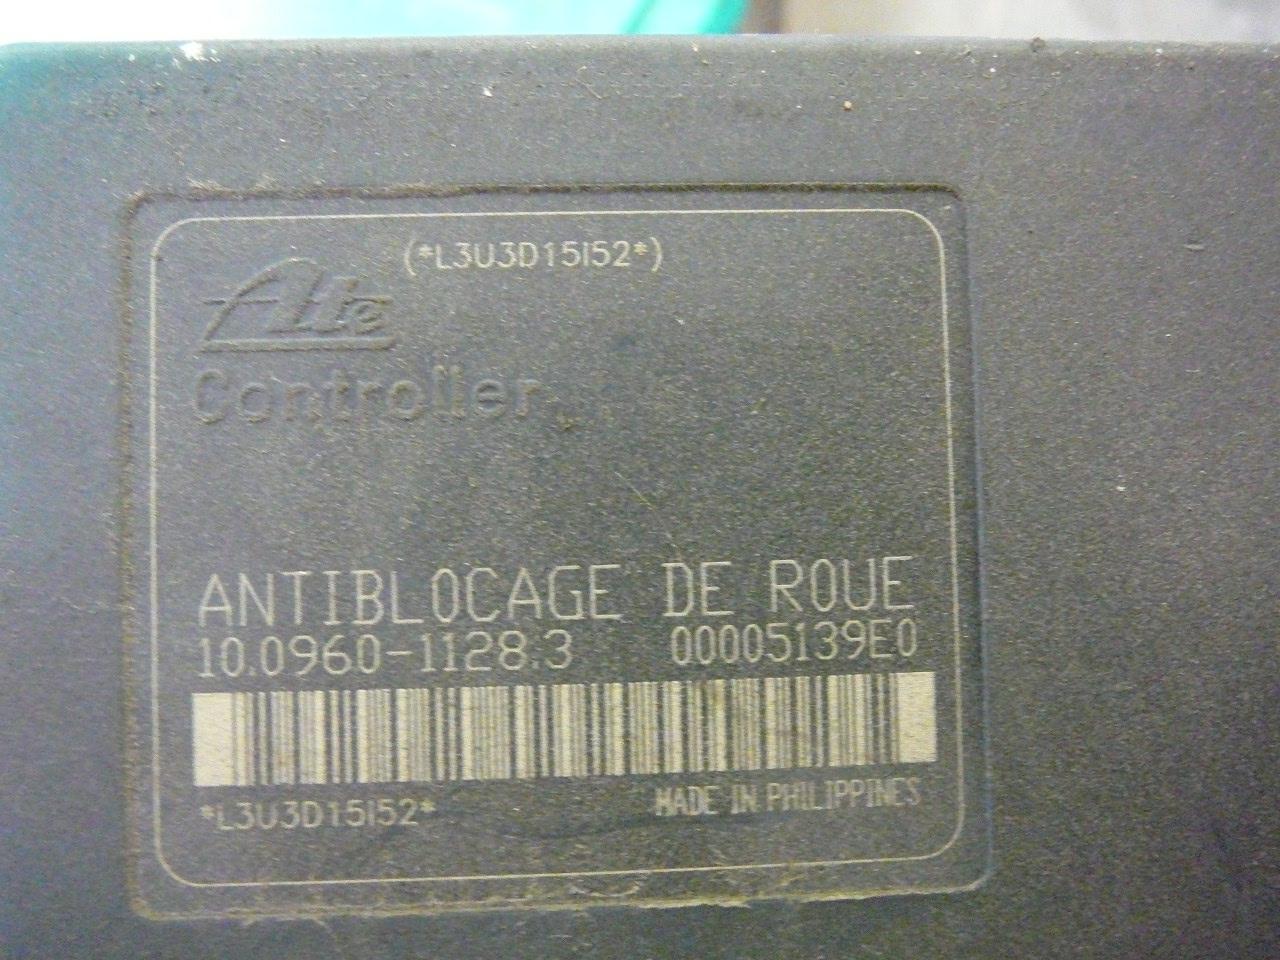 (*L3U3D15I52*)
Ate
Controller
ANTIBLOCAGE DE ROUE
10.0960-1128.3 00005139E0
*L3U3D15I52*
MADE IN PHILIPPINES